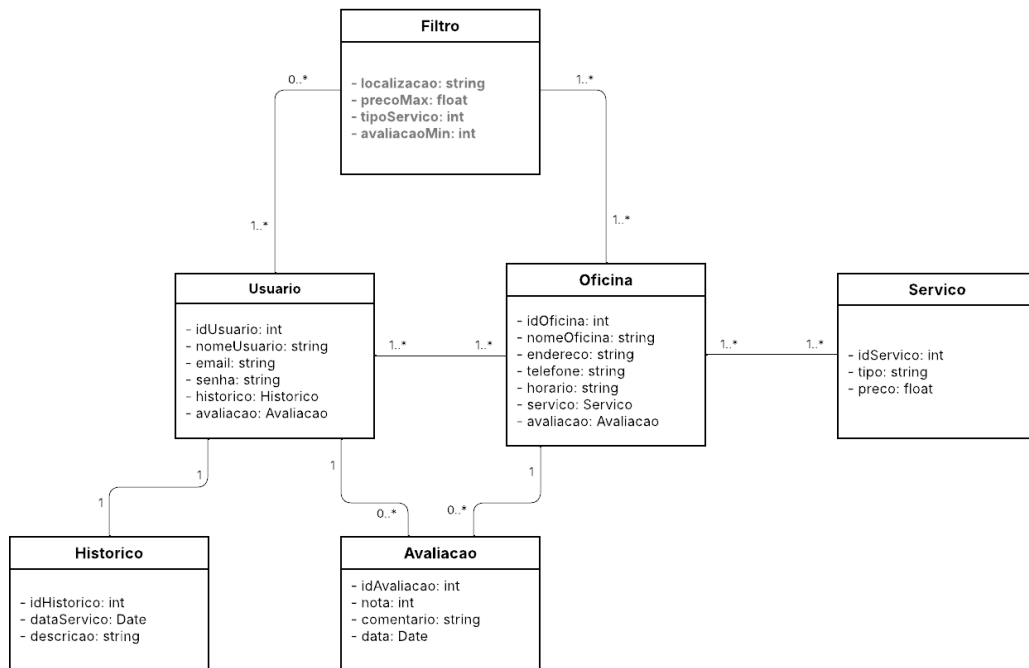 Filtro
- localizacao: string
- precoMax: float
- tipoServico: int
- avaliacaoMin: int
0..*
1..*
1..*
1..*
Usuario
- idUsuario: int
- nomeUsuario: string
- email: string
- senha: string
- historico: Historico
- avaliacao: Avaliacao
1..*
1..*
Oficina
- idOficina: int
- nomeOficina: string
- endereco: string
- telefone: string
- horario: string
- servico: Servico
- avaliacao: Avaliacao
1..*
1..*
Servico
- idServico: int
- tipo: string
- preco: float
1
1
1
0..*
1
0..*
Historico
- idHistorico: int
- dataServico: Date
- descricao: string
Avaliacao
- idAvaliacao: int
- nota: int
- comentario: string
- data: Date